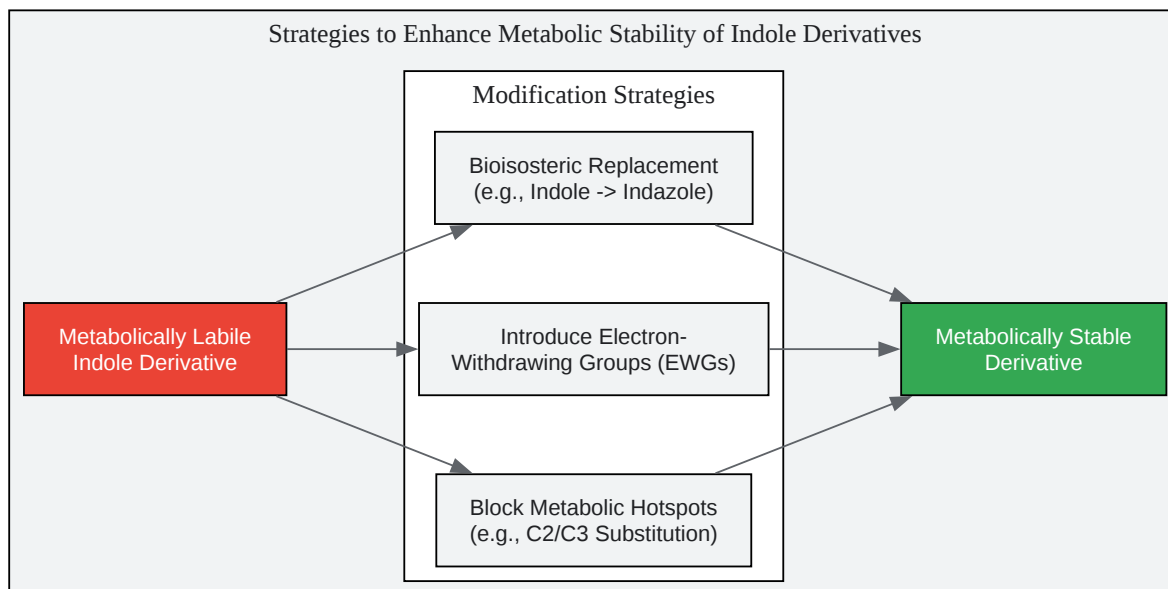 Strategies to Enhance Metabolic Stability of Indole Derivatives
Modification Strategies
Bioisosteric Replacement
(e.g., Indole -> Indazole)
Metabolically Labile
Indole Derivative
Introduce Electron-
Withdrawing Groups (EWGs)
Metabolically Stable
Derivative
Block Metabolic Hotspots
(e.g., C2/C3 Substitution)